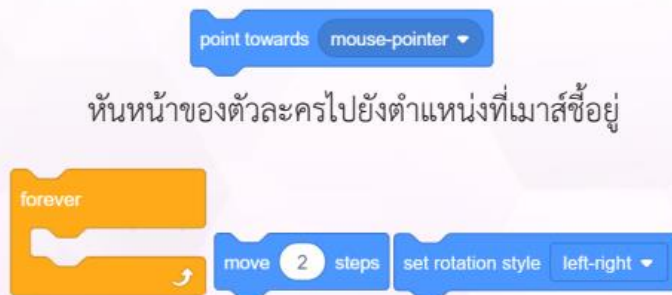 point towards mouse-pointer
หันหน้าของตัวละครไปยังตำแหน่งที่เมาส์ชี้อยู่
forever
move 2 steps set rotation style left-right